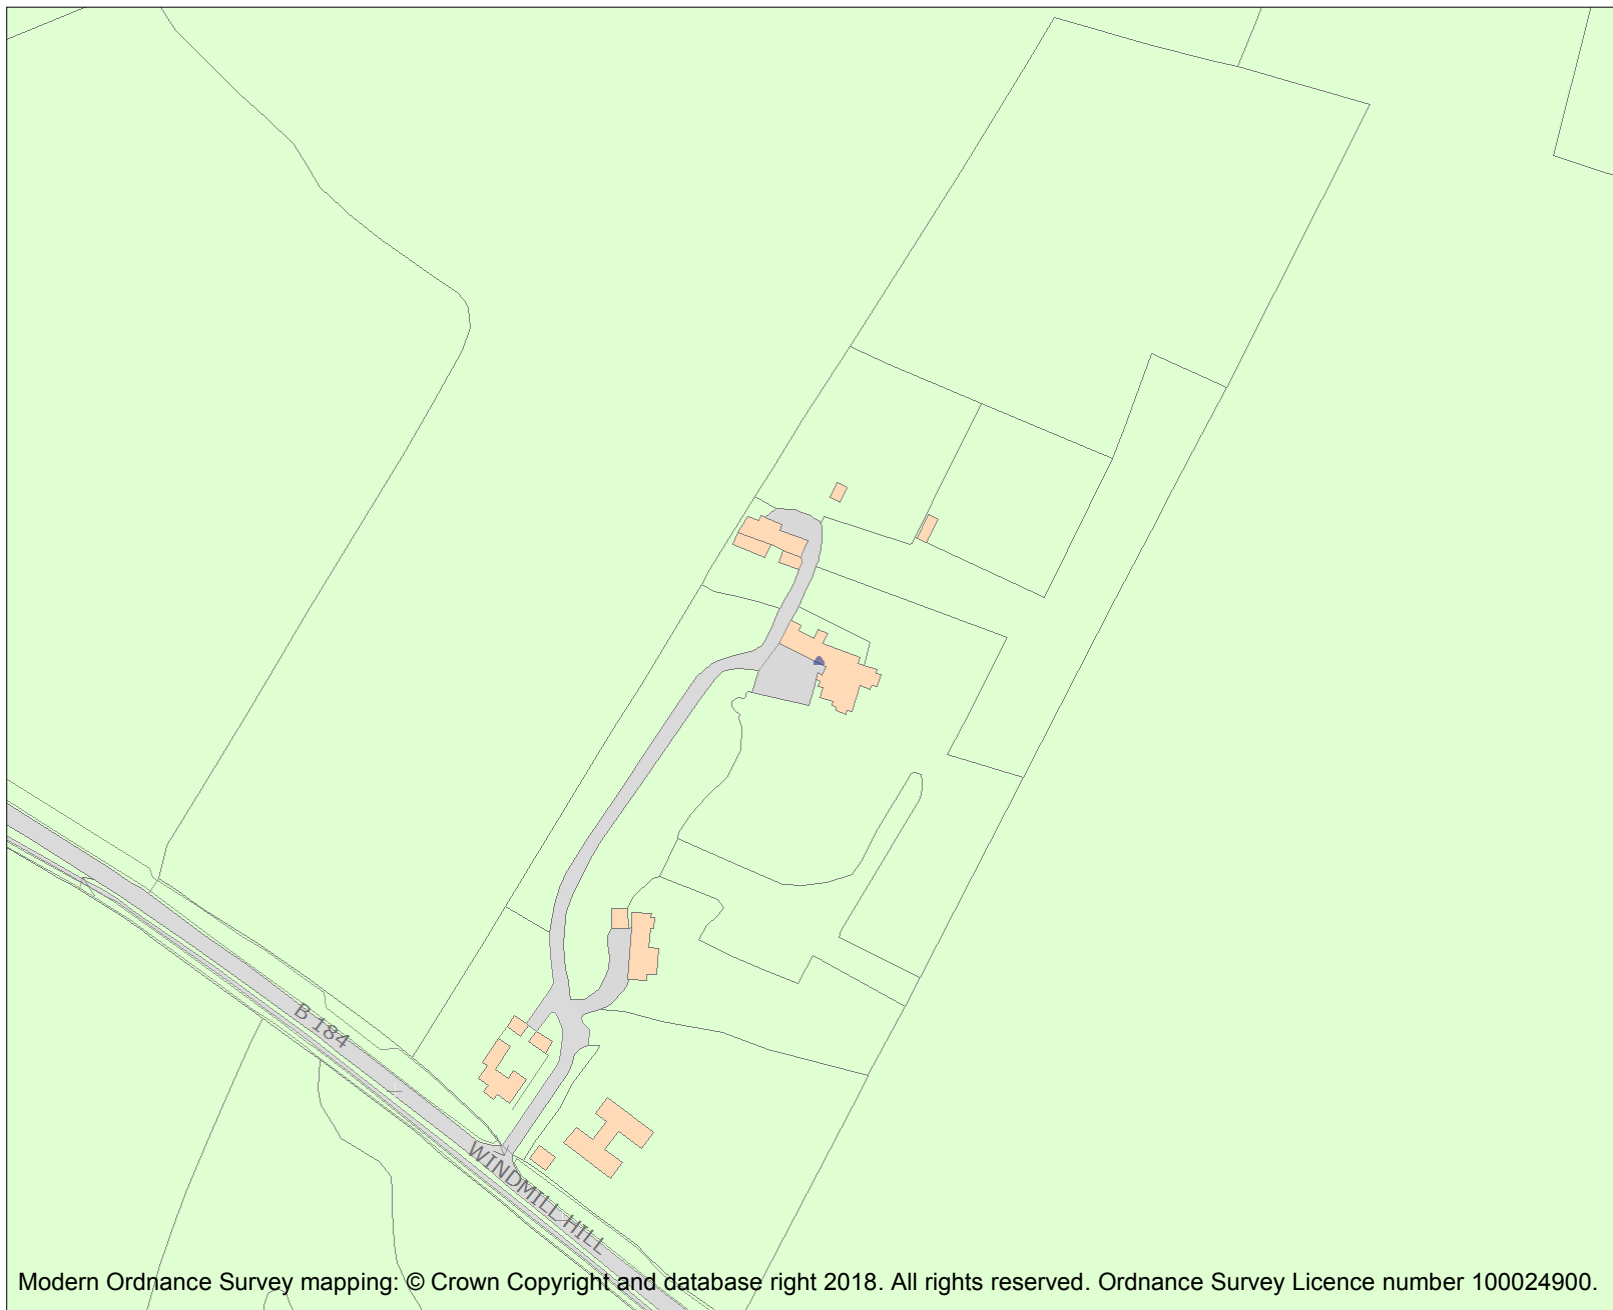 B 184
WINDMILL HILL
Modern Ordnance Survey mapping: © Crown Copyright and database right 2018. All rights reserved. Ordnance Survey Licence number 100024900.